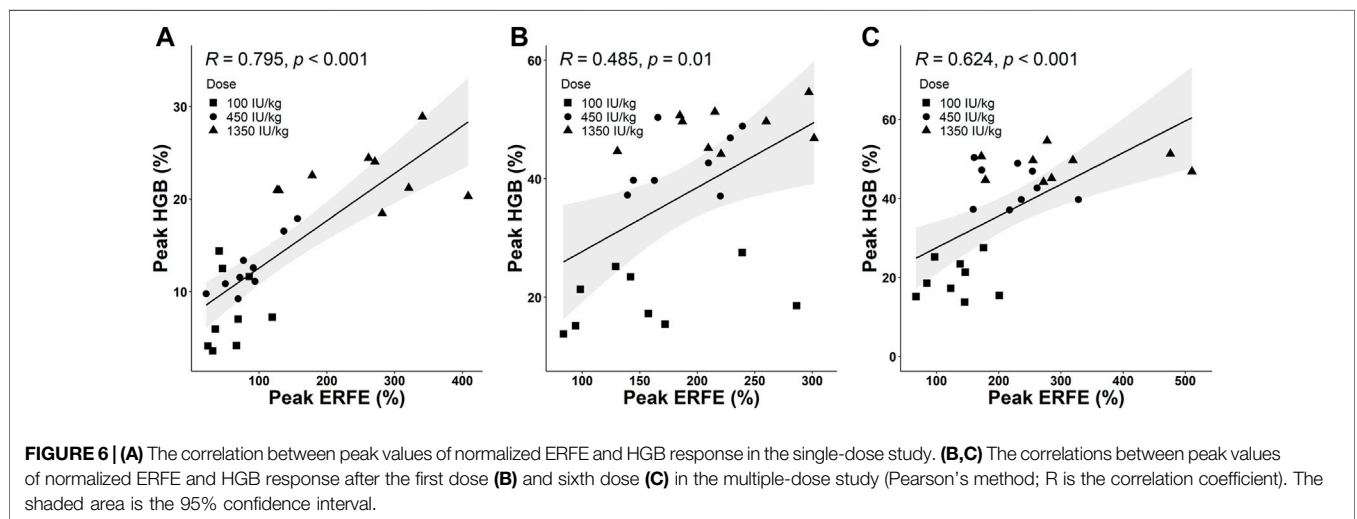 A
R = 0.795, p < 0.001
Dose
100 IU/kg
450 IU/kg
1350 IU/kg
30
20
10
Peak HGB (%)
100 200 300 400
Peak ERFE (%)
B
R = 0.485, p = 0.01
Dose
100 IU/kg
450 IU/kg
1350 IU/kg
60
40
20
Peak HGB (%)
100 150 200 250 300
Peak ERFE (%)
C
R = 0.624, p < 0.001
Dose
100 IU/kg
450 IU/kg
1350 IU/kg
60
40
20
0
Peak HGB (%)
100 200 300 400 500
Peak ERFE (%)
FIGURE 6 | (A) The correlation between peak values of normalized ERFE and HGB response in the single-dose study. (B,C) The correlations between peak values
of normalized ERFE and HGB response after the first dose (B) and sixth dose (C) in the multiple-dose study (Pearson's method; R is the correlation coefficient). The
shaded area is the 95% confidence interval.